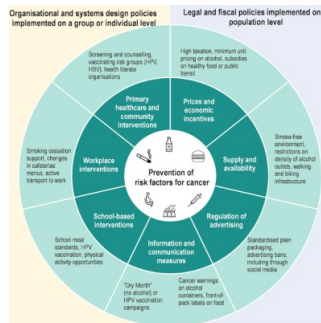 Organisational and systems design policies
implemented on a group or individual level
Legal and fiscal policies implemented on
population level
Screening and counselling,
vaccinating risk groups (HPV,
HBV), health literate
organisations
High taxation, minimum unit
pricing on alcohol, subsidies
on healthy food or public
transit
Primary
healthcare and
community
interventions
Prices and
economic
incentives
Smoking cessation
support, changes
in cafeterias'
menus, active
transport to work
Workplace
interventions
Supply and
availability
Smoke-free
environment,
restrictions on
density of alcohol
outlets, walking
and biking
infrastructure
Prevention of
risk factors for cancer
School-based
interventions
Regulation of
advertising
School meal
standards, HPV
vaccination, physical
activity opportunities
Information and
communication
measures
Standardised plain
packaging,
advertising bans,
including through
social media
"Dry Month"
(no alcohol) or
HPV vaccination
campaigns
Cancer warnings
on alcohol
containers, front-of-
pack labels on food